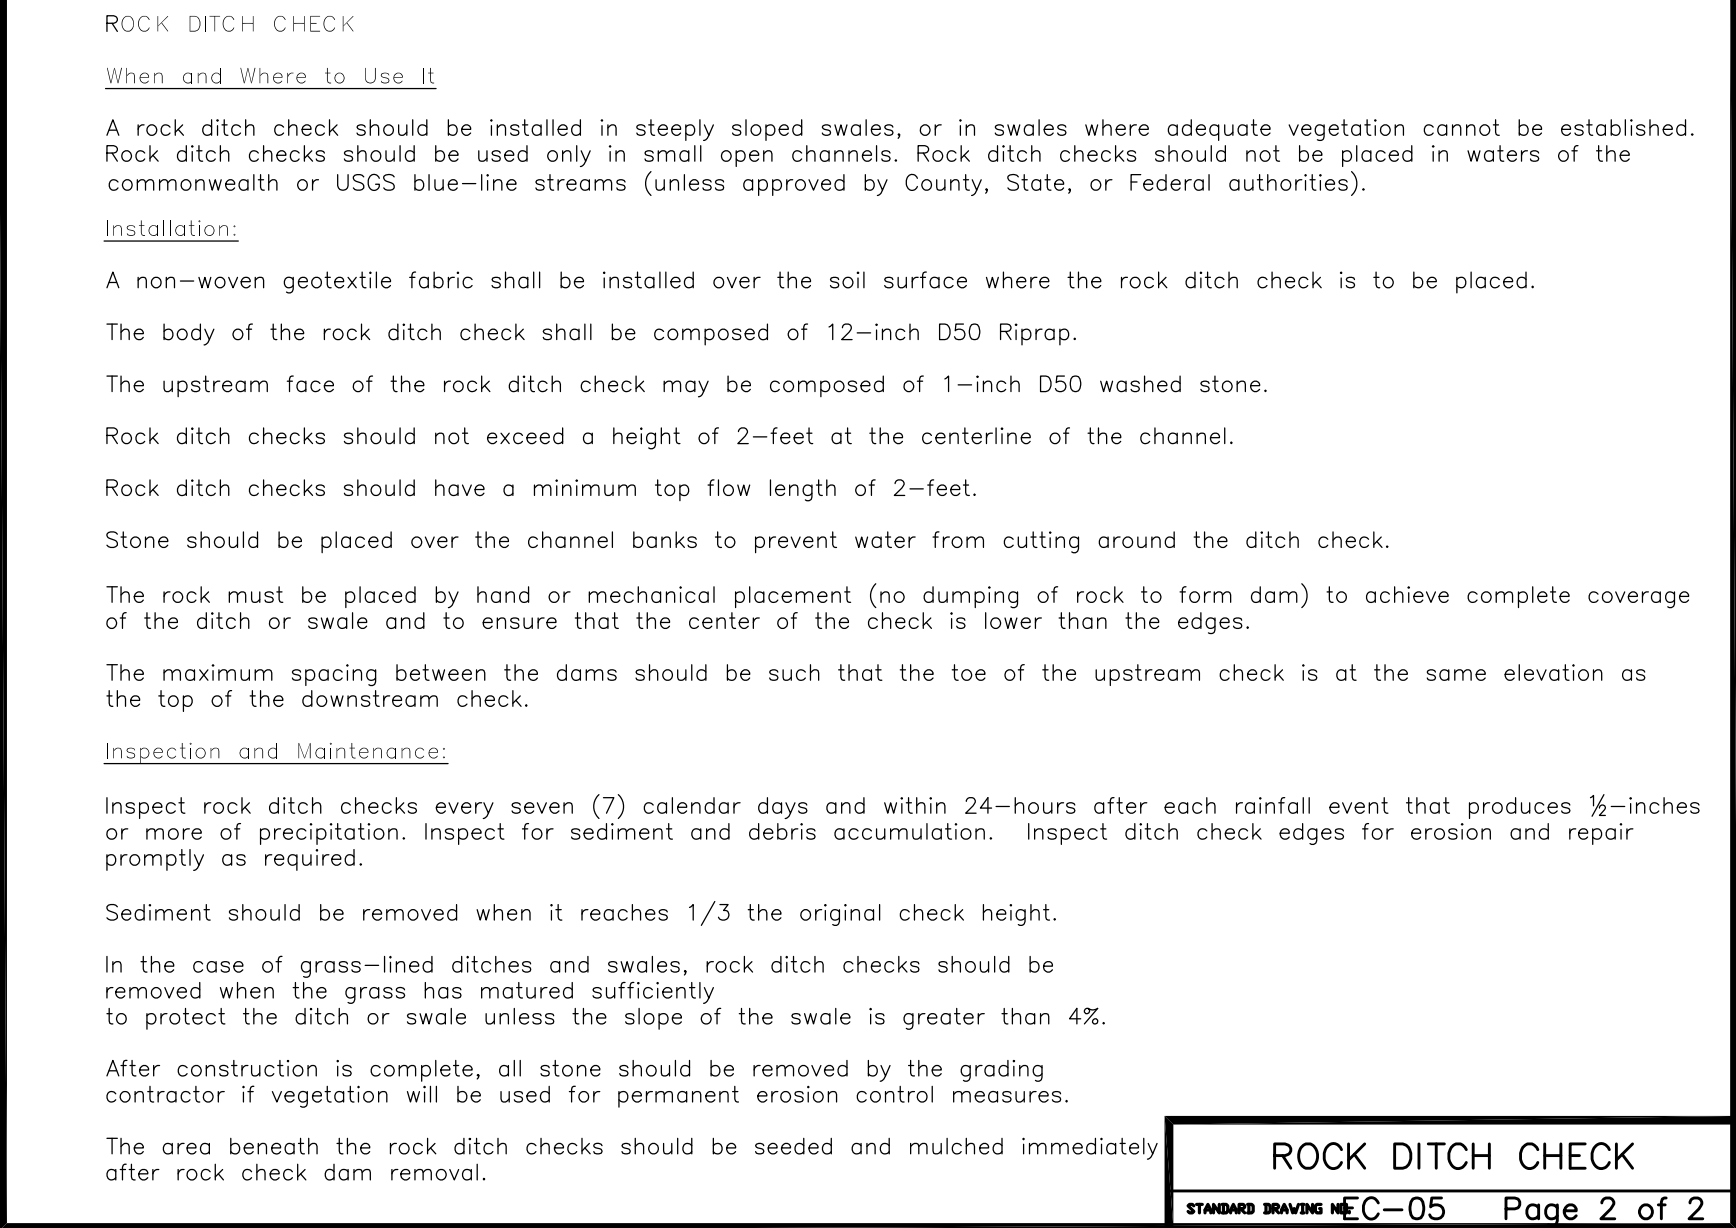 ROCK DITCH CHECK
When and Where to Use It
A rock ditch check should be installed in steeply sloped swales, or in swales where adequate vegetation cannot be established.
Rock ditch checks should be used only in small open channels. Rock ditch checks should not be placed in waters of the
commonwealth or USGS blue-line streams (unless approved by County, State, or Federal authorities).
Installation:
A non-woven geotextile fabric shall be installed over the soil surface where the rock ditch check is to be placed.
The body of the rock ditch check shall be composed of 12-inch D50 Riprap.
The upstream face of the rock ditch check may be composed of 1-inch D50 washed stone.
Rock ditch checks should not exceed a height of 2-feet at the centerline of the channel.
Rock ditch checks should have a minimum top flow length of 2-feet.
Stone should be placed over the channel banks to prevent water from cutting around the ditch check.
The rock must be placed by hand or mechanical placement (no dumping of rock to form dam) to achieve complete coverage
of the ditch or swale and to ensure that the center of the check is lower than the edges.
The maximum spacing between the dams should be such that the toe of the upstream check is at the same elevation as
the top of the downstream check.
Inspection and Maintenance:
Inspect rock ditch checks every seven (7) calendar days and within 24-hours after each rainfall event that produces ½-inches
or more of precipitation. Inspect for sediment and debris accumulation. Inspect ditch check edges for erosion and repair
promptly as required.
Sediment should be removed when it reaches 1/3 the original check height.
In the case of grass-lined ditches and swales, rock ditch checks should be
removed when the grass has matured sufficiently
to protect the ditch or swale unless the slope of the swale is greater than 4%.
After construction is complete, all stone should be removed by the grading
contractor if vegetation will be used for permanent erosion control measures.
The area beneath the rock ditch checks should be seeded and mulched immediately
after rock check dam removal.
ROCK DITCH CHECK
STANDARD DRAWING NO. EC-05 Page 2 of 2